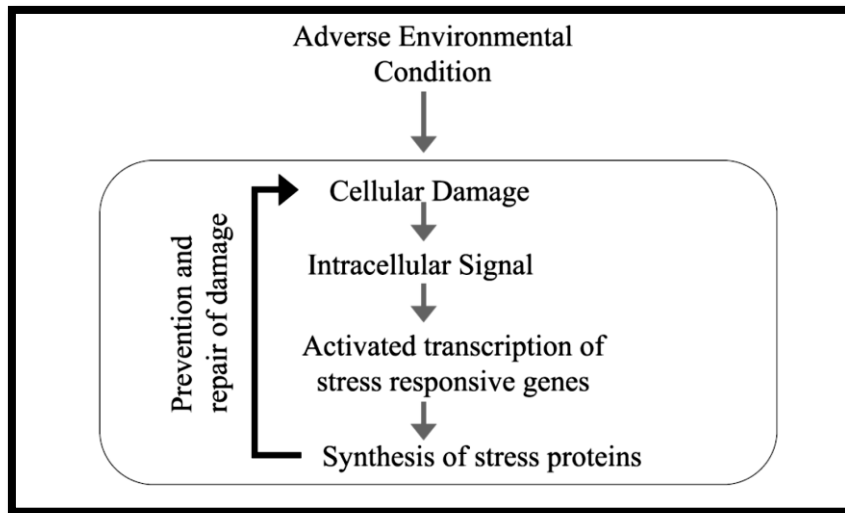 Adverse Environmental
Condition
Cellular Damage
Intracellular Signal
Activated transcription of
stress responsive genes
Synthesis of stress proteins
Prevention and
repair of damage